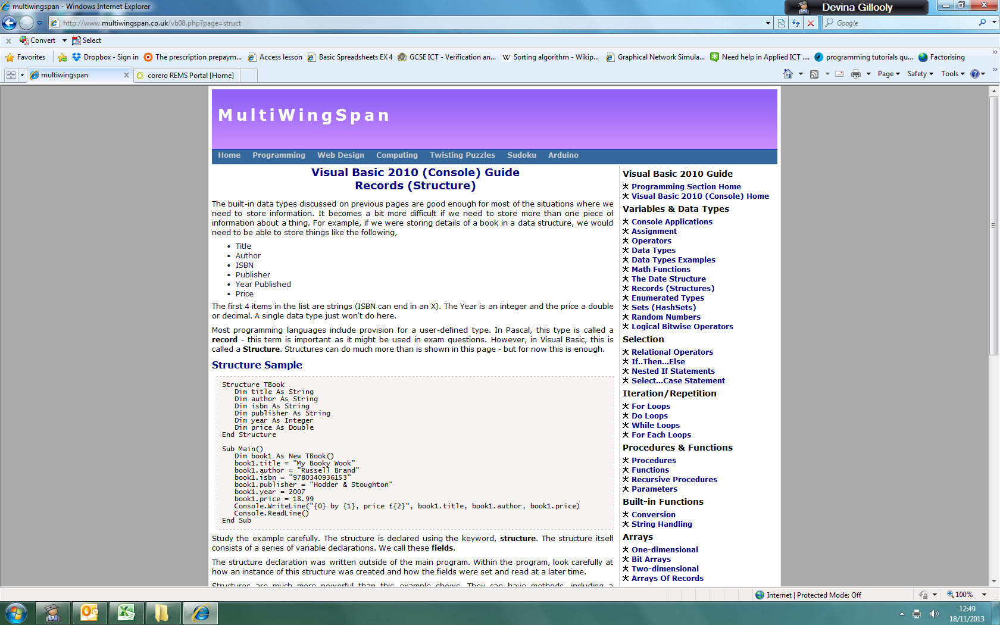 multiwingspan - Windows Internet Explorer
Devina Gillooly
http://www.multiwingspan.co.uk/vb08.php?page=struct
Google
x Convert Select
Favorites Dropbox - Sign in The prescription prepaym... Access lesson Basic Spreadsheets EX 4 GCSE ICT - Verification an... Sorting algorithm - Wikip... Graphical Network Simula... Need help in Applied ICT .... programming tutorials qu... Factorising
multiwingspan corero REMS Portal [Home] Page Safety Tools
MultiWingSpan
Home Programming Web Design Computing Twisting Puzzles Sudoku Arduino
Visual Basic 2010 (Console) Guide
Records (Structure)
The built-in data types discussed on previous pages are good enough for most of the situations where we
need to store information. It becomes a bit more difficult if we need to store more than one piece of
information about a thing. For example, if we were storing details of a book in a data structure, we would
need to be able to store things like the following,
• Title
• Author
• ISBN
• Publisher
• Year Published
• Price
The first 4 items in the list are strings (ISBN can end in an X). The Year is an integer and the price a double
or decimal. A single data type just won't do here.
Most programming languages include provision for a user-defined type. In Pascal, this type is called a
record - this term is important as it might be used in exam questions. However, in Visual Basic, this is
called a Structure. Structures can do much more than is shown in this page - but for now this is enough.
Structure Sample
Structure TBook
Dim title As String
Dim author As String
Dim isbn As String
Dim publisher As String
Dim year As Integer
Dim price As Double
End Structure
Sub Main()
Dim book1 As New TBook()
book1.title = "My Booky Wook"
book1.author = "Russell Brand"
book1.isbn = "9780340936153"
book1.publisher = "Hodder & Stoughton"
book1.year = 2007
book1.price = 18.99
Console.WriteLine("{0} by {1}, price £{2}", book1.title, book1.author, book1.price)
Console.ReadLine()
End Sub
Study the example carefully. The structure is declared using the keyword, structure. The structure itself
consists of a series of variable declarations. We call these fields.
The structure declaration was written outside of the main program. Within the program, look carefully at
how an instance of this structure was created and how the fields were set and read at a later time.
Structures are much more powerful than this example shows. They can have methods, including a
Visual Basic 2010 Guide
Programming Section Home
Visual Basic 2010 (Console) Home
Variables & Data Types
Console Applications
Assignment
Operators
Data Types
Data Types Examples
Math Functions
The Date Structure
Records (Structures)
Enumerated Types
Sets (HashSets)
Random Numbers
Logical Bitwise Operators
Selection
Relational Operators
If..Then...Else
Nested If Statements
Select...Case Statement
Iteration/Repetition
For Loops
Do Loops
While Loops
For Each Loops
Procedures & Functions
Procedures
Functions
Recursive Procedures
Parameters
Built-in Functions
Conversion
String Handling
Arrays
One-dimensional
Bit Arrays
Two-dimensional
Arrays Of Records
Internet | Protected Mode: Off
100%
12:49
18/11/2013